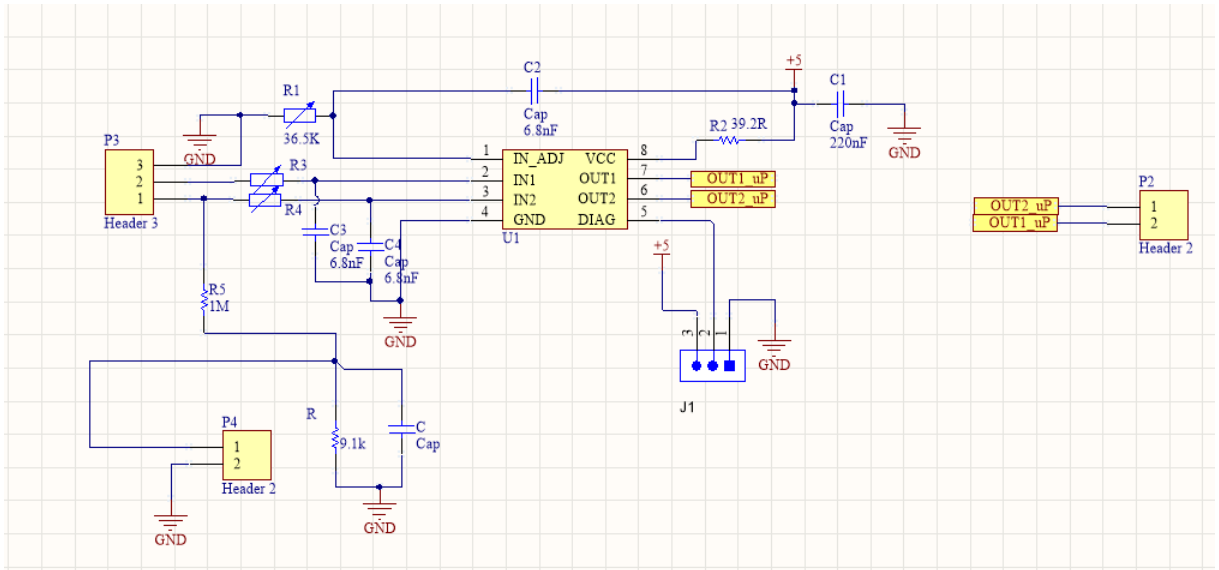 C2
Cap
6.8nF
+5
C1
Cap
220nF
GND
R1
36.5K
GND
P3
3
2
1
Header 3
R3
R4
R2 39.2R
1 IN_ADJ VCC 8
2 IN1 OUT1 7
3 IN2 OUT2 6
4 GND DIAG 5
U1
OUT1_uP
OUT2_uP
P2
OUT2_uP 1
OUT1_uP 2
Header 2
C3
Cap
6.8nF
C4
Cap
6.8nF
GND
R5
1M
+5
3 2 1
GND
J1
R
9.1k
C
Cap
GND
P4
1
2
Header 2
GND